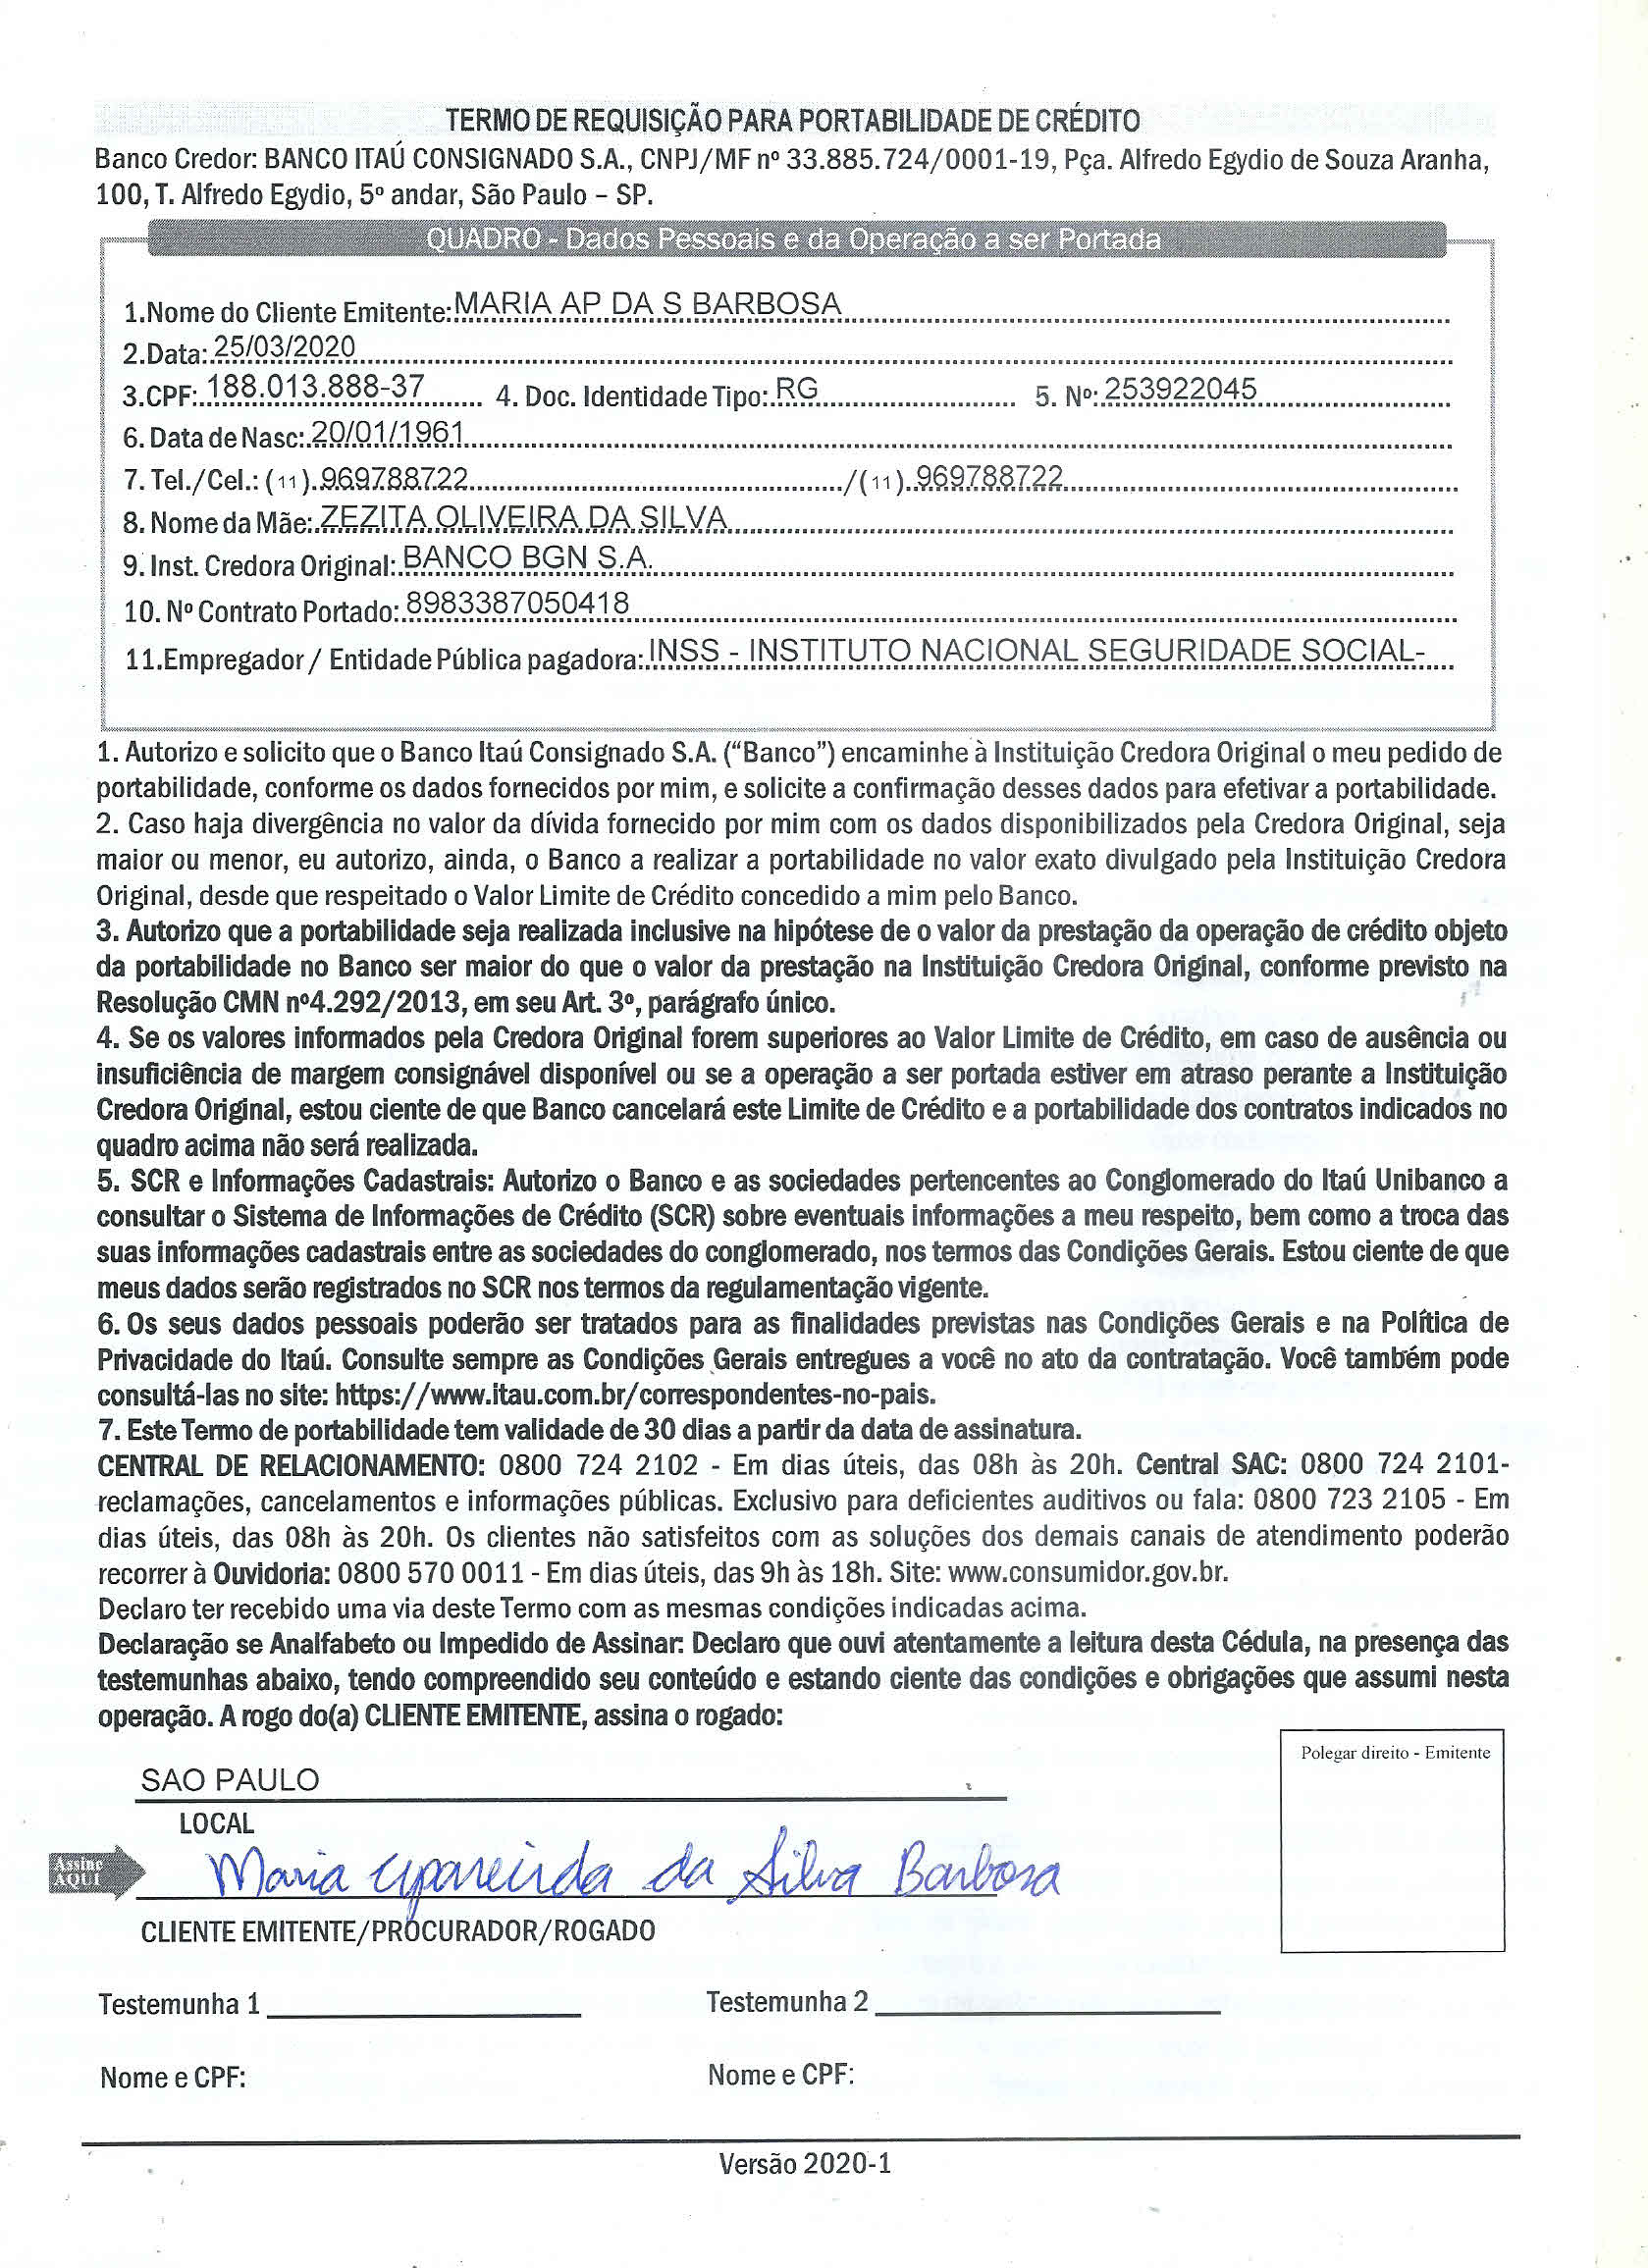 TERMO DE REQUISIÇÃO PARA PORTABILIDADE DE CRÉDITO
Banco Credor: BANCO ITAÚ CONSIGNADO S.A., CNPJ/MF nº 33.885.724/0001-19, Pça. Alfredo Egydio de Souza Aranha,
100, T. Alfredo Egydio, 5º andar, São Paulo – SP.
QUADRO - Dados Pessoais e da Operação a ser Portada
1.Nome do Cliente Emitente: MARIA AP DA S BARBOSA
2.Data: 25/03/2020
3.CPF: 188.013.888-37 4. Doc. Identidade Tipo: RG 5. Nº: 253922045
6. Data de Nasc: 20/01/1961
7. Tel./Cel.: (11) 969788722 /(11) 969788722
8. Nome da Mãe: ZEZITA OLIVEIRA DA SILVA
9. Inst. Credora Original: BANCO BGN S.A.
10. Nº Contrato Portado: 8983387050418
11.Empregador / Entidade Pública pagadora: INSS - INSTITUTO NACIONAL SEGURIDADE SOCIAL-
1. Autorizo e solicito que o Banco Itaú Consignado S.A. (“Banco”) encaminhe à Instituição Credora Original o meu pedido de
portabilidade, conforme os dados fornecidos por mim, e solicite a confirmação desses dados para efetivar a portabilidade.
2. Caso haja divergência no valor da dívida fornecido por mim com os dados disponibilizados pela Credora Original, seja
maior ou menor, eu autorizo, ainda, o Banco a realizar a portabilidade no valor exato divulgado pela Instituição Credora
Original, desde que respeitado o Valor Limite de Crédito concedido a mim pelo Banco.
3. Autorizo que a portabilidade seja realizada inclusive na hipótese de o valor da prestação da operação de crédito objeto
da portabilidade no Banco ser maior do que o valor da prestação na Instituição Credora Original, conforme previsto na
Resolução CMN nº4.292/2013, em seu Art. 3º, parágrafo único.
4. Se os valores informados pela Credora Original forem superiores ao Valor Limite de Crédito, em caso de ausência ou
insuficiência de margem consignável disponível ou se a operação a ser portada estiver em atraso perante a Instituição
Credora Original, estou ciente de que Banco cancelará este Limite de Crédito e a portabilidade dos contratos indicados no
quadro acima não será realizada.
5. SCR e Informações Cadastrais: Autorizo o Banco e as sociedades pertencentes ao Conglomerado do Itaú Unibanco a
consultar o Sistema de Informações de Crédito (SCR) sobre eventuais informações a meu respeito, bem como a troca das
suas informações cadastrais entre as sociedades do conglomerado, nos termos das Condições Gerais. Estou ciente de que
meus dados serão registrados no SCR nos termos da regulamentação vigente.
6. Os seus dados pessoais poderão ser tratados para as finalidades previstas nas Condições Gerais e na Política de
Privacidade do Itaú. Consulte sempre as Condições Gerais entregues a você no ato da contratação. Você também pode
consultá-las no site: https://www.itau.com.br/correspondentes-no-pais.
7. Este Termo de portabilidade tem validade de 30 dias a partir da data de assinatura.
CENTRAL DE RELACIONAMENTO: 0800 724 2102 - Em dias úteis, das 08h às 20h. Central SAC: 0800 724 2101-
reclamações, cancelamentos e informações públicas. Exclusivo para deficientes auditivos ou fala: 0800 723 2105 - Em
dias úteis, das 08h às 20h. Os clientes não satisfeitos com as soluções dos demais canais de atendimento poderão
recorrer à Ouvidoria: 0800 570 0011 - Em dias úteis, das 9h às 18h. Site: www.consumidor.gov.br.
Declaro ter recebido uma via deste Termo com as mesmas condições indicadas acima.
Declaração se Analfabeto ou Impedido de Assinar: Declaro que ouvi atentamente a leitura desta Cédula, na presença das
testemunhas abaixo, tendo compreendido seu conteúdo e estando ciente das condições e obrigações que assumi nesta
operação. A rogo do(a) CLIENTE EMITENTE, assina o rogado:
Polegar direito - Emitente
SAO PAULO
LOCAL
Assine
AQUI
Maria Aparecida da Silva Barbosa
CLIENTE EMITENTE/PROCURADOR/ROGADO
Testemunha 1 Testemunha 2
Nome e CPF: Nome e CPF:
Versão 2020-1